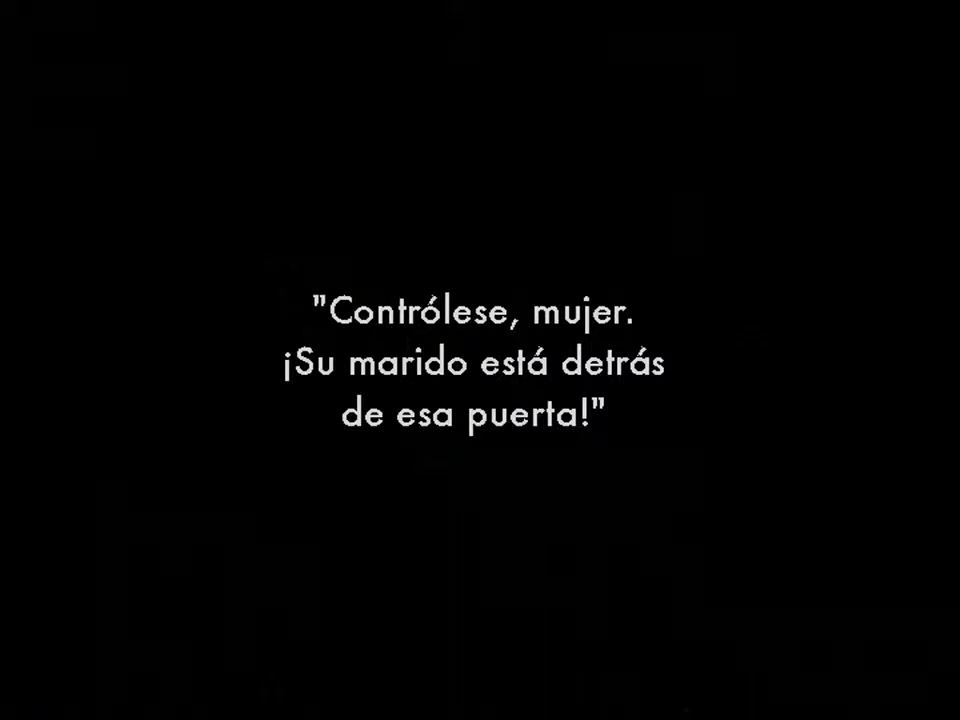 "Contrólese, mujer.
¡Su marido está detrás
de esa puerta!"